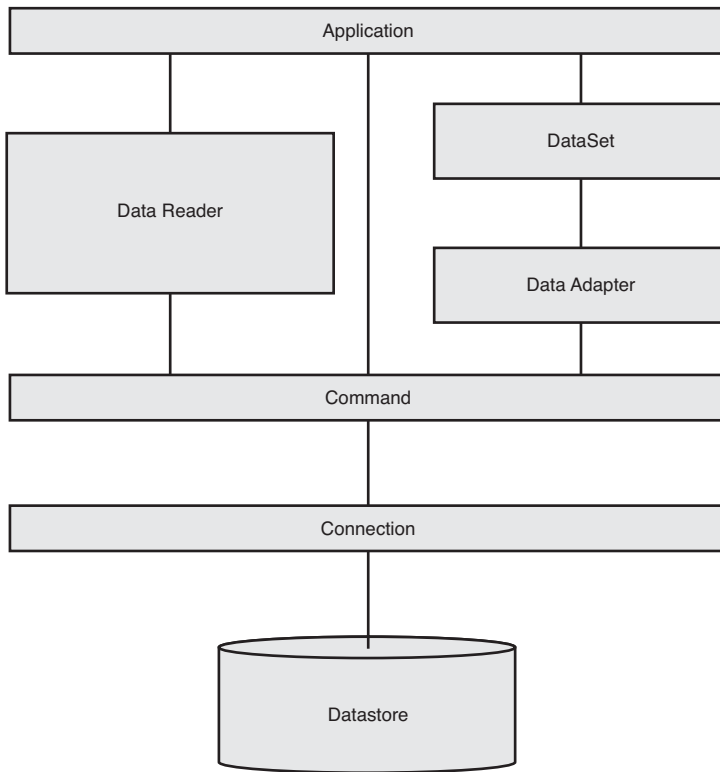 Application
DataSet
Data Reader
Data Adapter
Command
Connection
Datastore